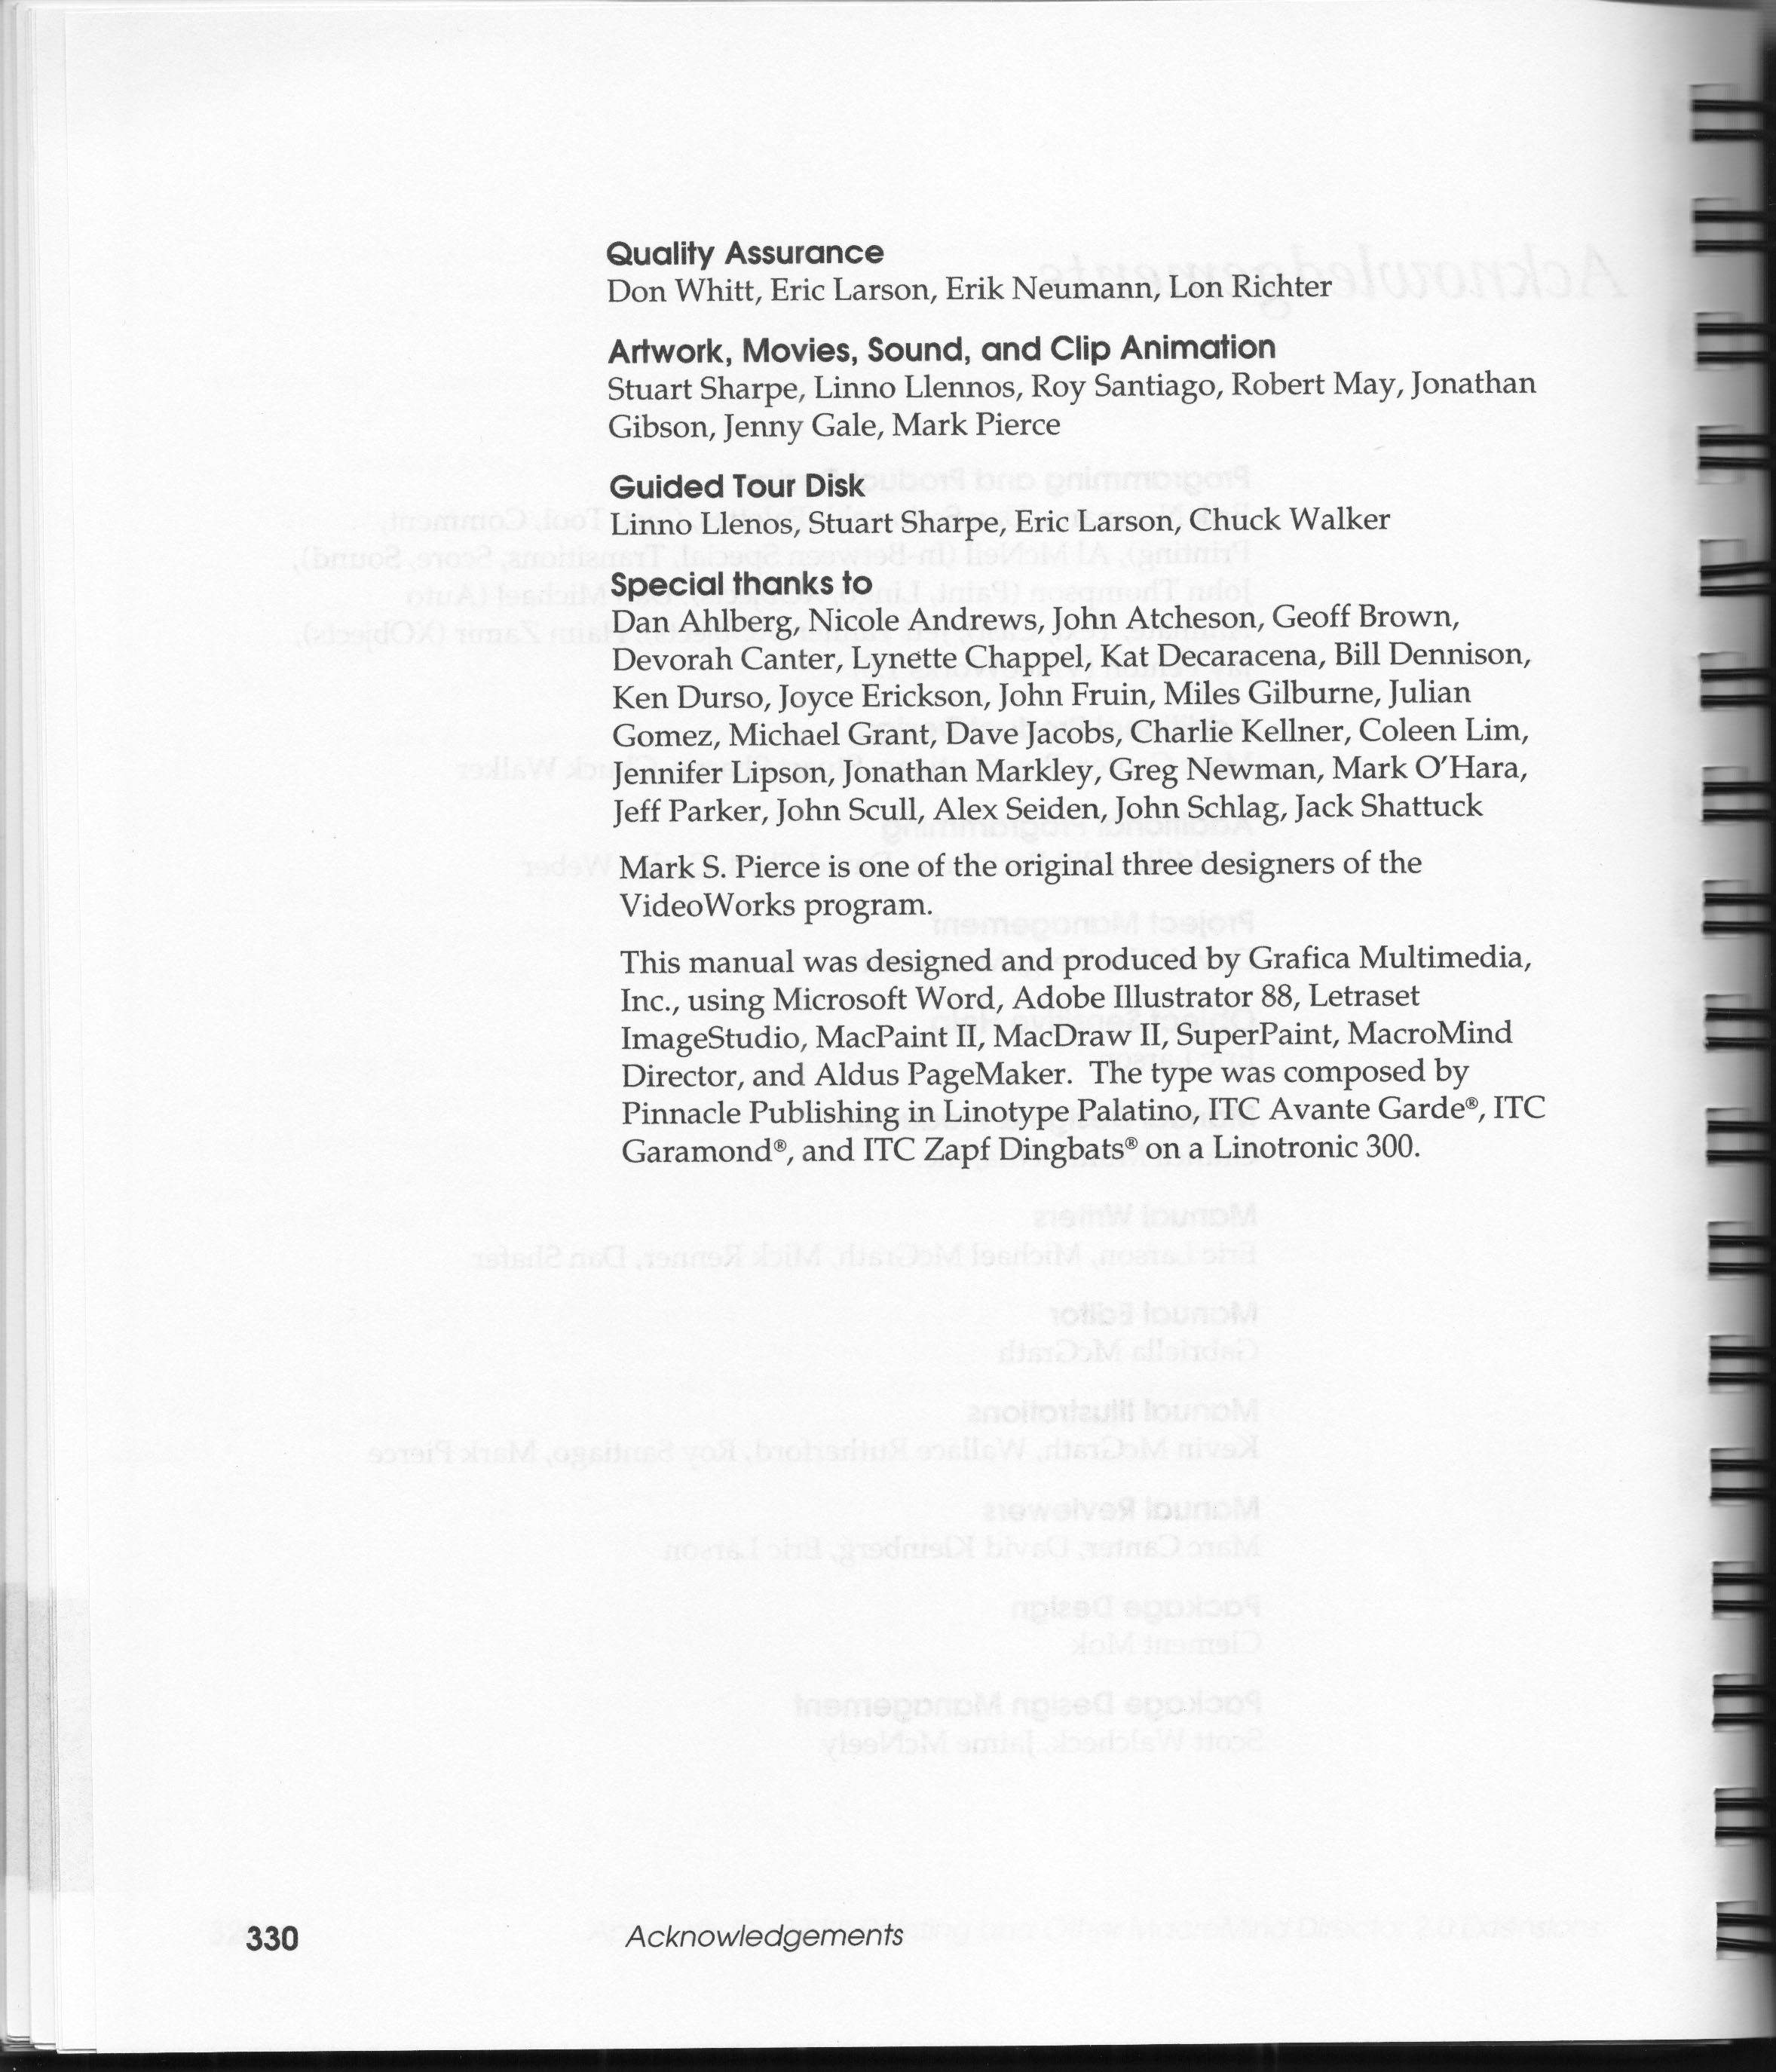 Quality Assurance
Don Whitt, Eric Larson, Erik Neumann, Lon Richter
Artwork, Movies, Sound, and Clip Animation
Stuart Sharpe, Linno Llennos, Roy Santiago, Robert May, Jonathan
Gibson, Jenny Gale, Mark Pierce
Guided Tour Disk
Linno Llenos, Stuart Sharpe, Eric Larson, Chuck Walker
Special thanks to
Dan Ahlberg, Nicole Andrews, John Atcheson, Geoff Brown,
Devorah Canter, Lynette Chappel, Kat Decaracena, Bill Dennison,
Ken Durso, Joyce Erickson, John Fruin, Miles Gilburne, Julian
Gomez, Michael Grant, Dave Jacobs, Charlie Kellner, Coleen Lim,
Jennifer Lipson, Jonathan Markley, Greg Newman, Mark O'Hara,
Jeff Parker, John Scull, Alex Seiden, John Schlag, Jack Shattuck
Mark S. Pierce is one of the original three designers of the
VideoWorks program.
This manual was designed and produced by Grafica Multimedia,
Inc., using Microsoft Word, Adobe Illustrator 88, Letraset
ImageStudio, MacPaint II, MacDraw II, SuperPaint, MacroMind
Director, and Aldus PageMaker.  The type was composed by
Pinnacle Publishing in Linotype Palatino, ITC Avante Garde®, ITC
Garamond®, and ITC Zapf Dingbats® on a Linotronic 300.
330 Acknowledgements